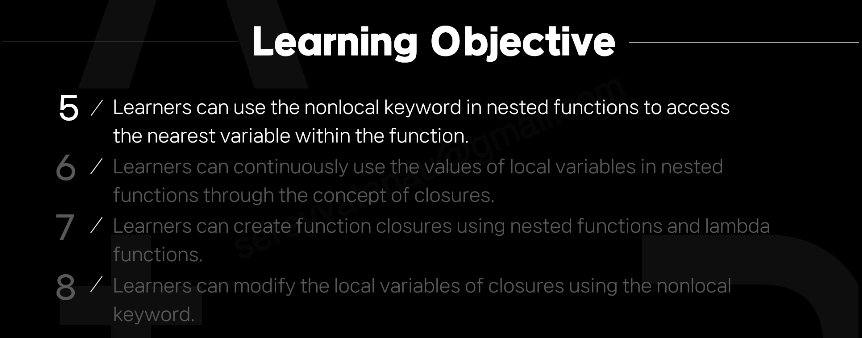 Learning Objective
5 / Learners can use the nonlocal keyword in nested functions to access
the nearest variable within the function.
6 / Learners can continuously use the values of local variables in nested
functions through the concept of closures.
7 / Learners can create function closures using nested functions and lambda
functions.
8 / Learners can modify the local variables of closures using the nonlocal
keyword.